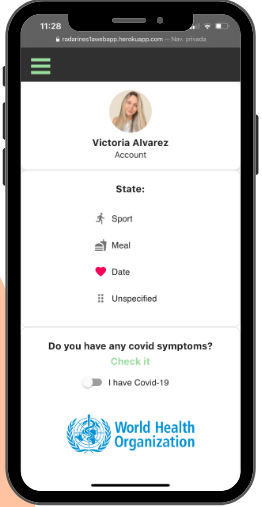 11:28
radarines1awebapp.herokuapp.com — Nav. privada
Victoria Alvarez
Account
State:
Sport
Meal
Date
Unspecified
Do you have any covid symptoms?
Check it
I have Covid-19
World Health
Organization